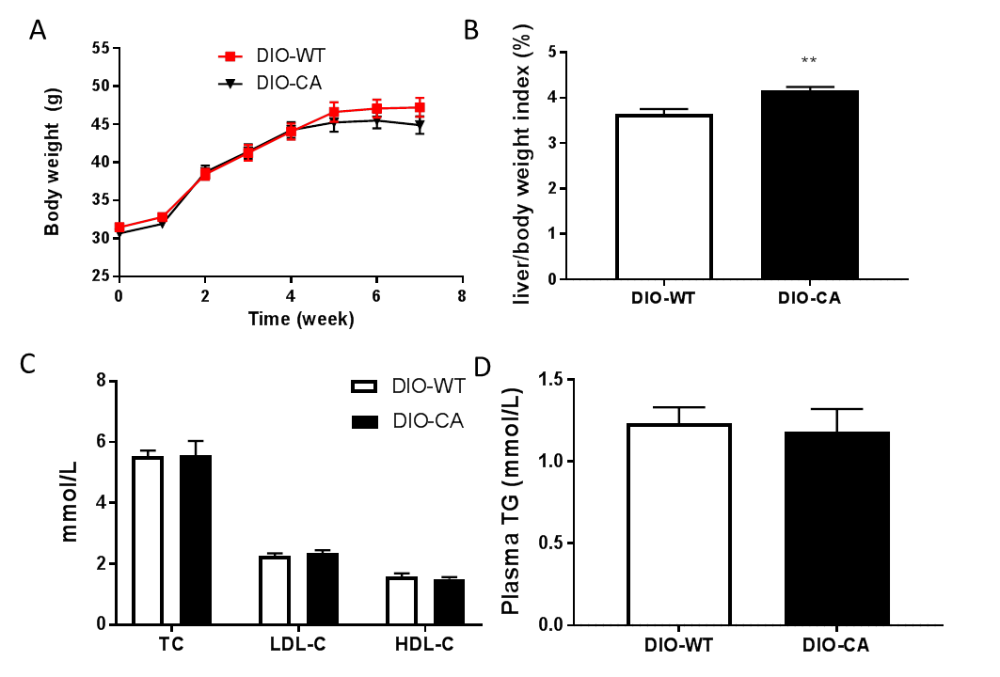 A
55
50
45
40
35
30
25
Body weight (g)
DIO-WT
DIO-CA
0 2 4 6 8
Time (week)
B
5
4
3
2
1
0
liver/body weight index (%)
**
DIO-WT DIO-CA
C
8
6
4
2
0
mmol/L
DIO-WT
DIO-CA
TC LDL-C HDL-C
D
1.5
1.0
0.5
0.0
Plasma TG (mmol/L)
DIO-WT DIO-CA